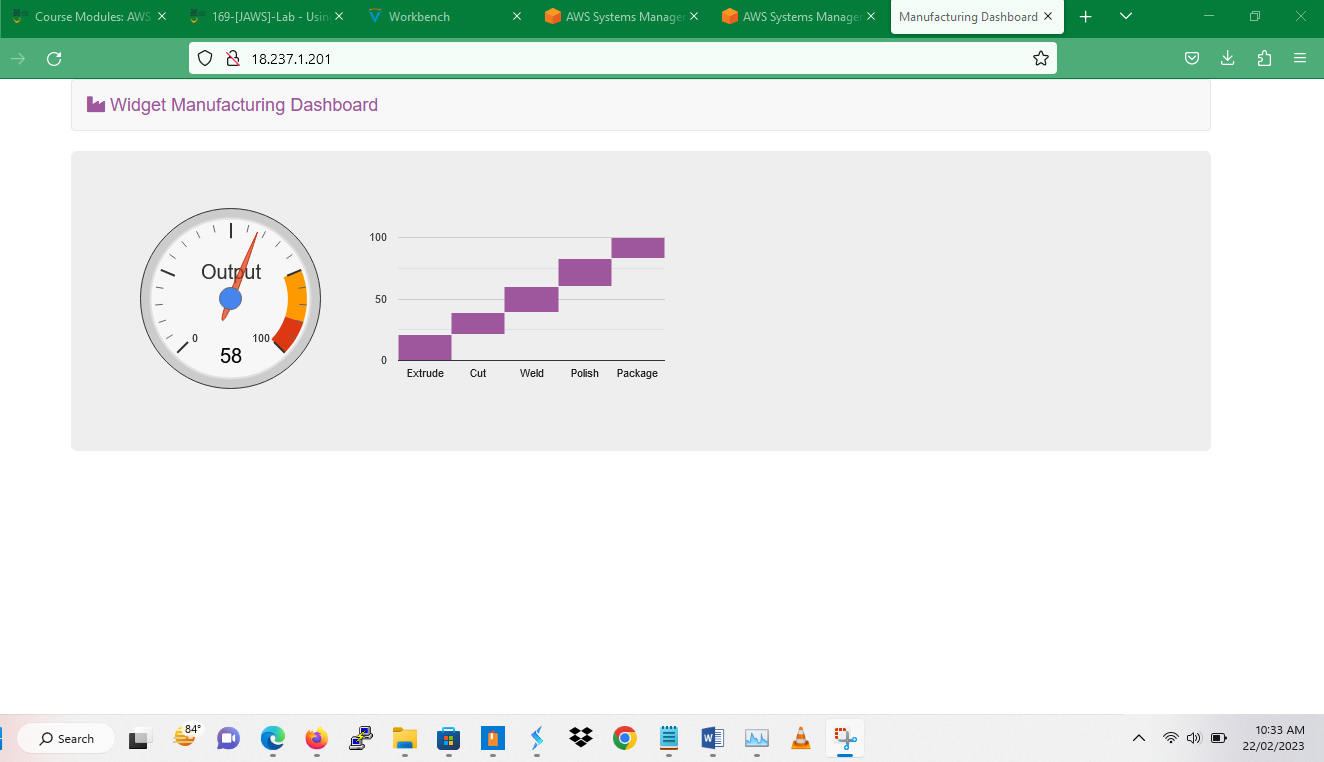 Course Modules: AWS
169-[JAWS]-Lab - Usin
Workbench
AWS Systems Manager
AWS Systems Manager
Manufacturing Dashboard
18.237.1.201
Widget Manufacturing Dashboard
Output
0
100
58
100
50
0
Extrude
Cut
Weld
Polish
Package
Search
84°
10:33 AM
22/02/2023